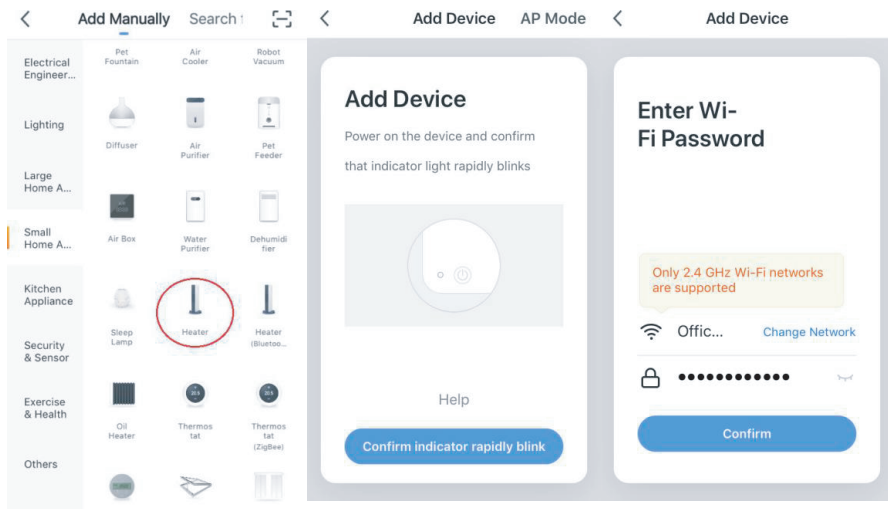 Add Manually Search
Electrical
Engineer...
Lighting
Large
Home A...
Small
Home A...
Kitchen
Appliance
Security
& Sensor
Exercise
& Health
Others
Pet
Fountain
Air
Cooler
Robot
Vacuum
Diffuser
Air
Purifier
Pet
Feeder
Air Box
Water
Purifier
Dehumidi
fier
Sleep
Lamp
Heater
Heater
(Bluetoo...
Oil
Heater
Thermos
tat
Thermos
tat
(ZigBee)
Add Device AP Mode
Add Device
Power on the device and confirm
that indicator light rapidly blinks
Help
Confirm indicator rapidly blink
Add Device
Enter Wi-
Fi Password
Only 2.4 GHz Wi-Fi networks
are supported
Offic... Change Network
Confirm